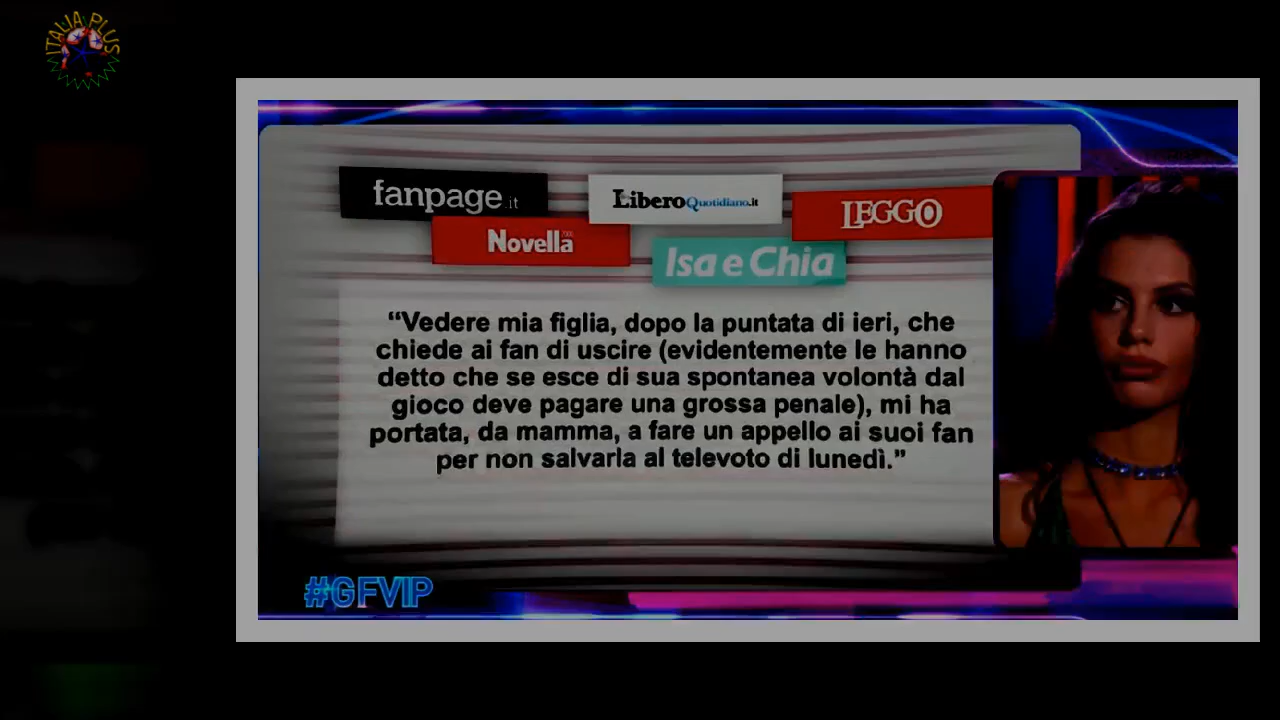 ITALIA PLUS
fanpage.it
Libero Quotidiano.it
LEGGO
Novella
Isa e Chia
“Vedere mia figlia, dopo la puntata di ieri, che
chiede ai fan di uscire (evidentemente le hanno
detto che se esce di sua spontanea volontà dal
gioco deve pagare una grossa penale), mi ha
portata, da mamma, a fare un appello ai suoi fan
per non salvarla al televoto di lunedì.”
#GFVIP